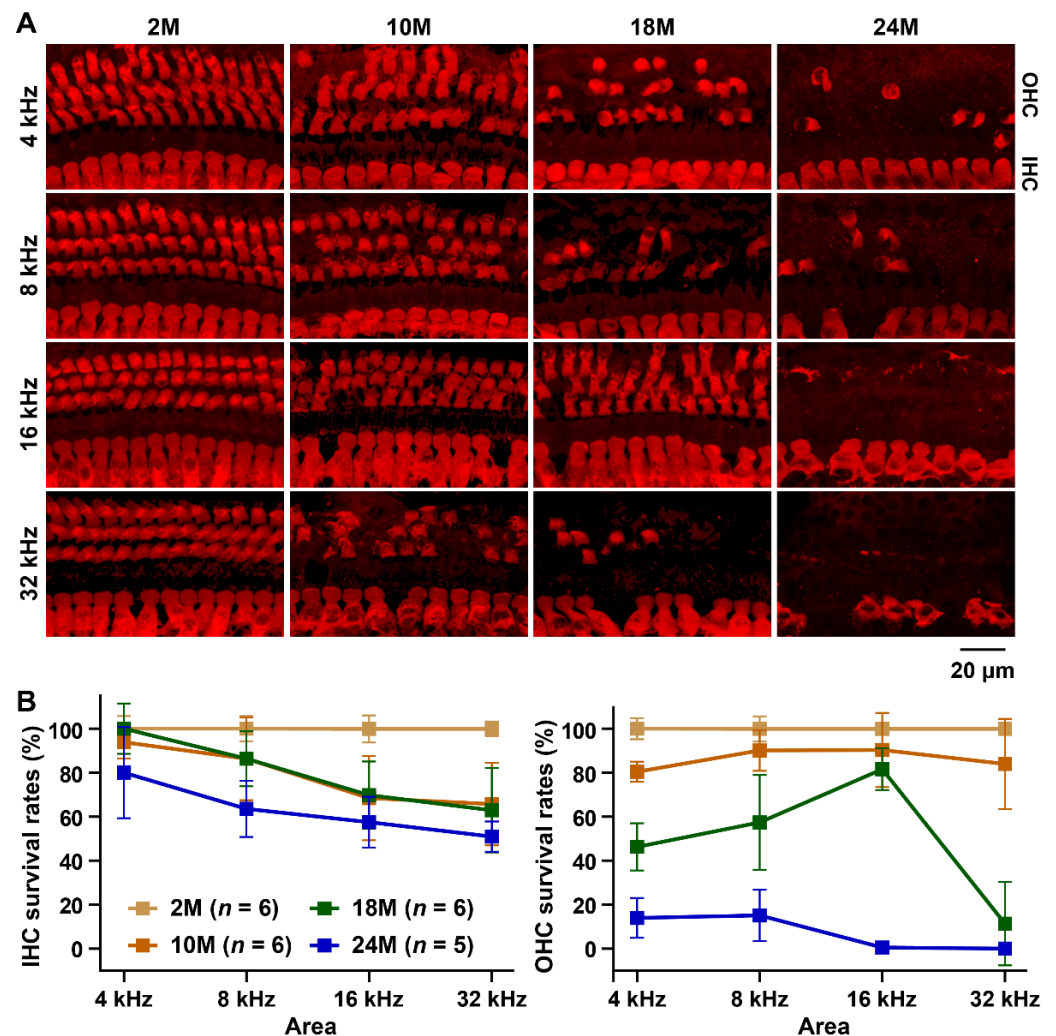 A
2M 10M 18M 24M
4 kHz
OHC
IHC
8 kHz
16 kHz
32 kHz
20 μm
B
IHC survival rates (%)
100
80
60
40
20
0
2M (n = 6) 18M (n = 6)
10M (n = 6) 24M (n = 5)
4 kHz 8 kHz 16 kHz 32 kHz
Area
OHC survival rates (%)
100
80
60
40
20
0
4 kHz 8 kHz 16 kHz 32 kHz
Area